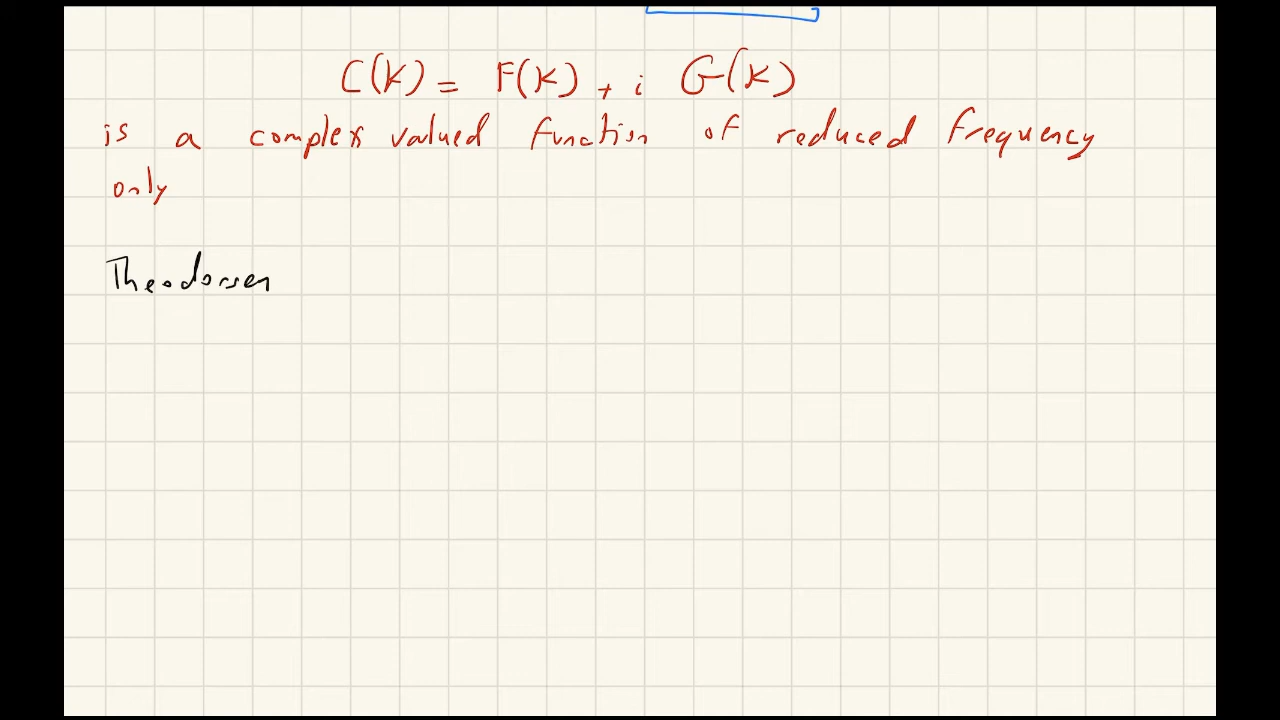 C(K) = F(K) + i G(K)
is a complex valued function of reduced frequency
only
Theodorsen